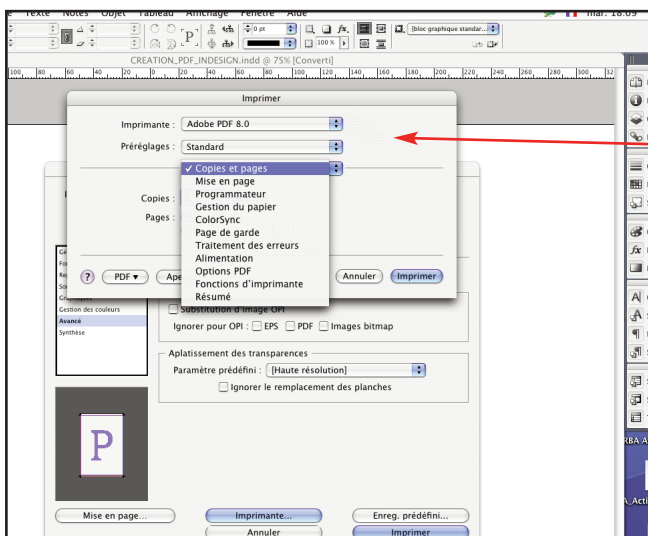 e Texte Notes Objet Tableau Affichage Fenêtre Aide mar. 18:09
0 pt fx. [bloc graphique standar...
100 %
CREATION_PDF_INDESIGN.indd @ 75% [Converti]
100 80 60 40 20 0 20 40 60 80 100 120 140 160 180 200 220 240 260 280 300 32
Imprimer
Imprimante : Adobe PDF 8.0
Préréglages : Standard
✓ Copies et pages
Mise en page
Copies : Programmateur
Gestion du papier
Pages : ColorSync
Page de garde
Traitement des erreurs
Alimentation
Options PDF
? PDF ▼ Ape Fonctions d'imprimante Annuler Imprimer
Résumé
Gestion des couleurs Substitution d'image OPI
Avancé
Ignorer pour OPI : EPS PDF Images bitmap
Synthèse
Aplatissement des transparences
Paramètre prédéfini : [Haute résolution]
Ignorer le remplacement des planches
P
Mise en page... Imprimante... Enreg. prédéfini...
Annuler Imprimer